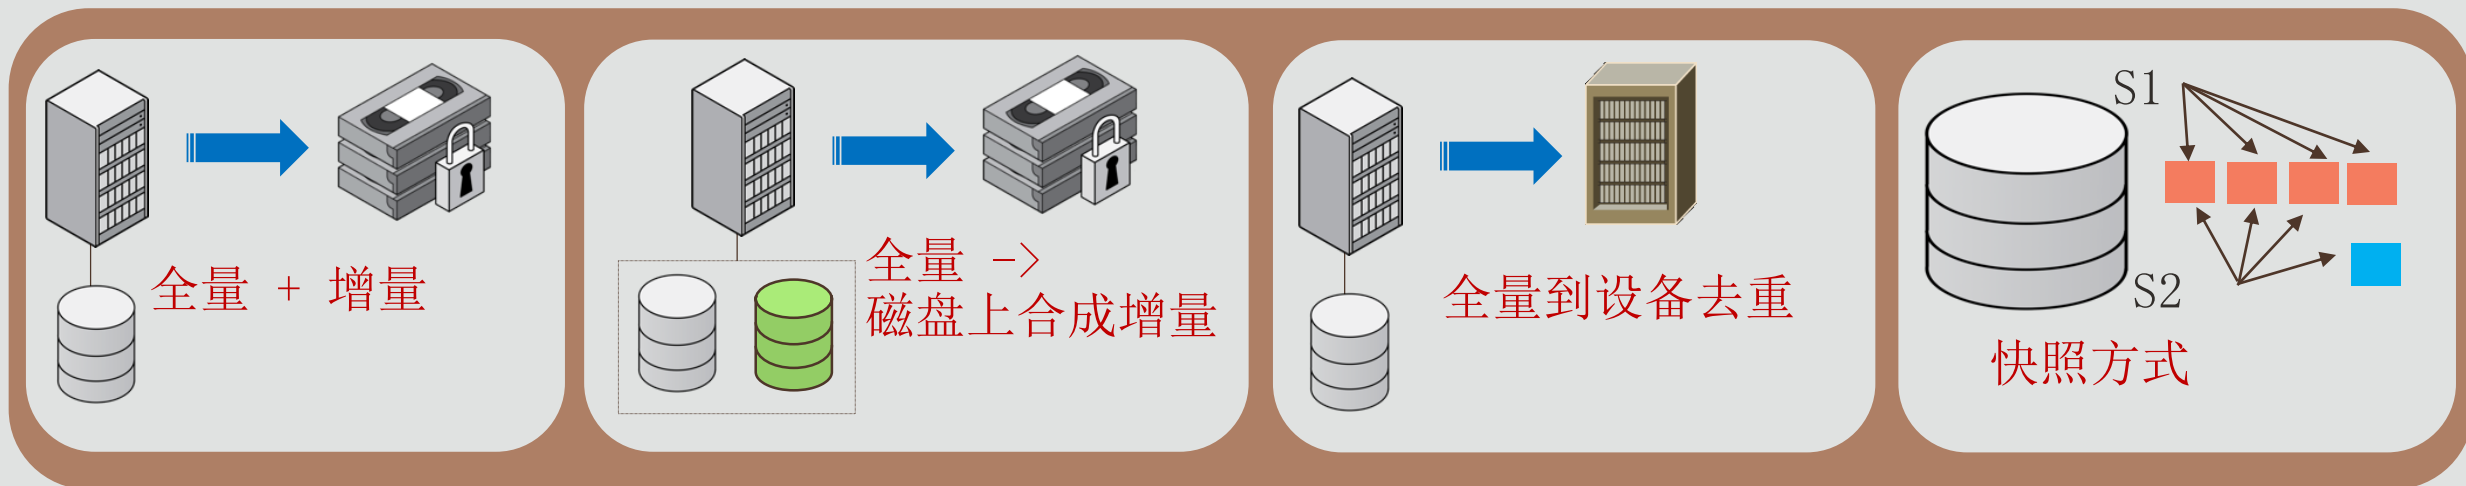 全量 + 增量
全量 ->
磁盘上合成增量
全量到设备去重
S1
S2
快照方式